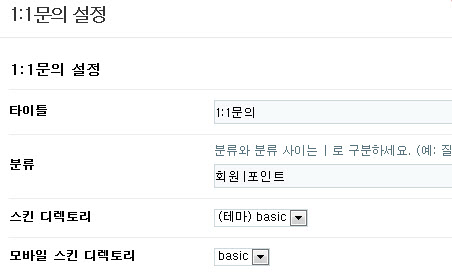 1:1문의 설정
1:1문의 설정
타이틀
1:1문의
분류와 분류 사이는 | 로 구분하세요. (예: 질
분류
회원|포인트
스킨 디렉토리
(테마) basic
모바일 스킨 디렉토리
basic